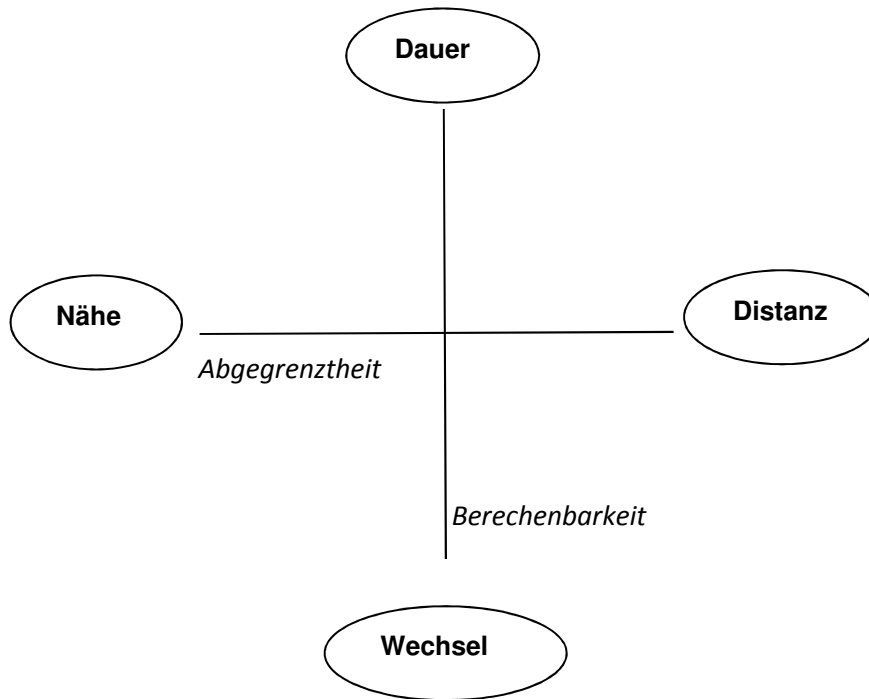 Dauer
Nähe
Distanz
Abgegrenztheit
Berechenbarkeit
Wechsel